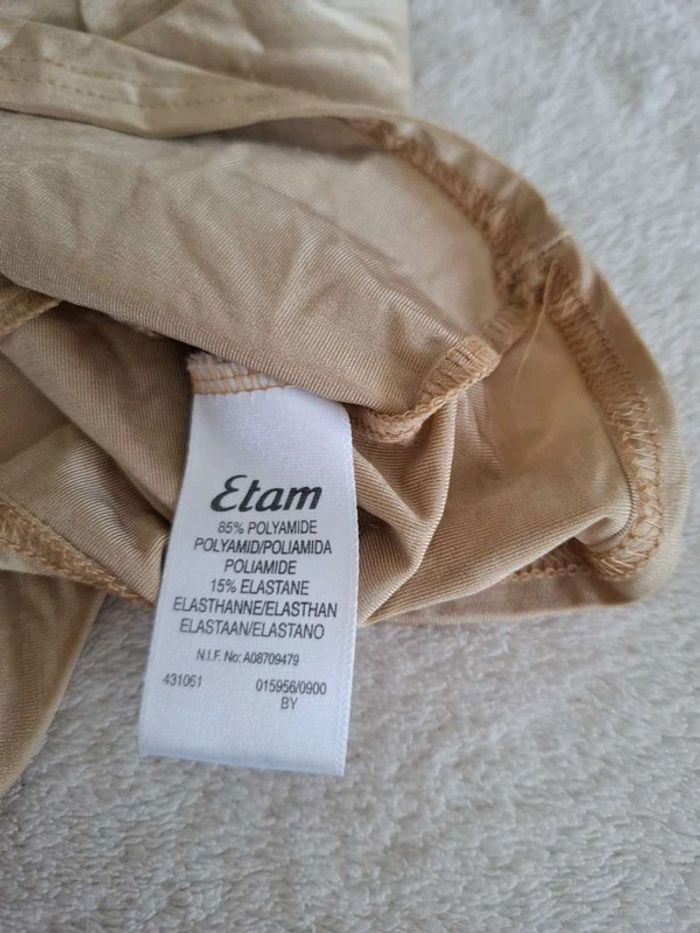 Etam
85% POLYAMIDE
POLYAMID/POLIAMIDA
POLIAMIDE
15% ELASTANE
ELASTHANNE/ELASTHAN
ELASTAAN/ELASTANO
N.I.F. No: A08709479
431061 015956/0900
BY